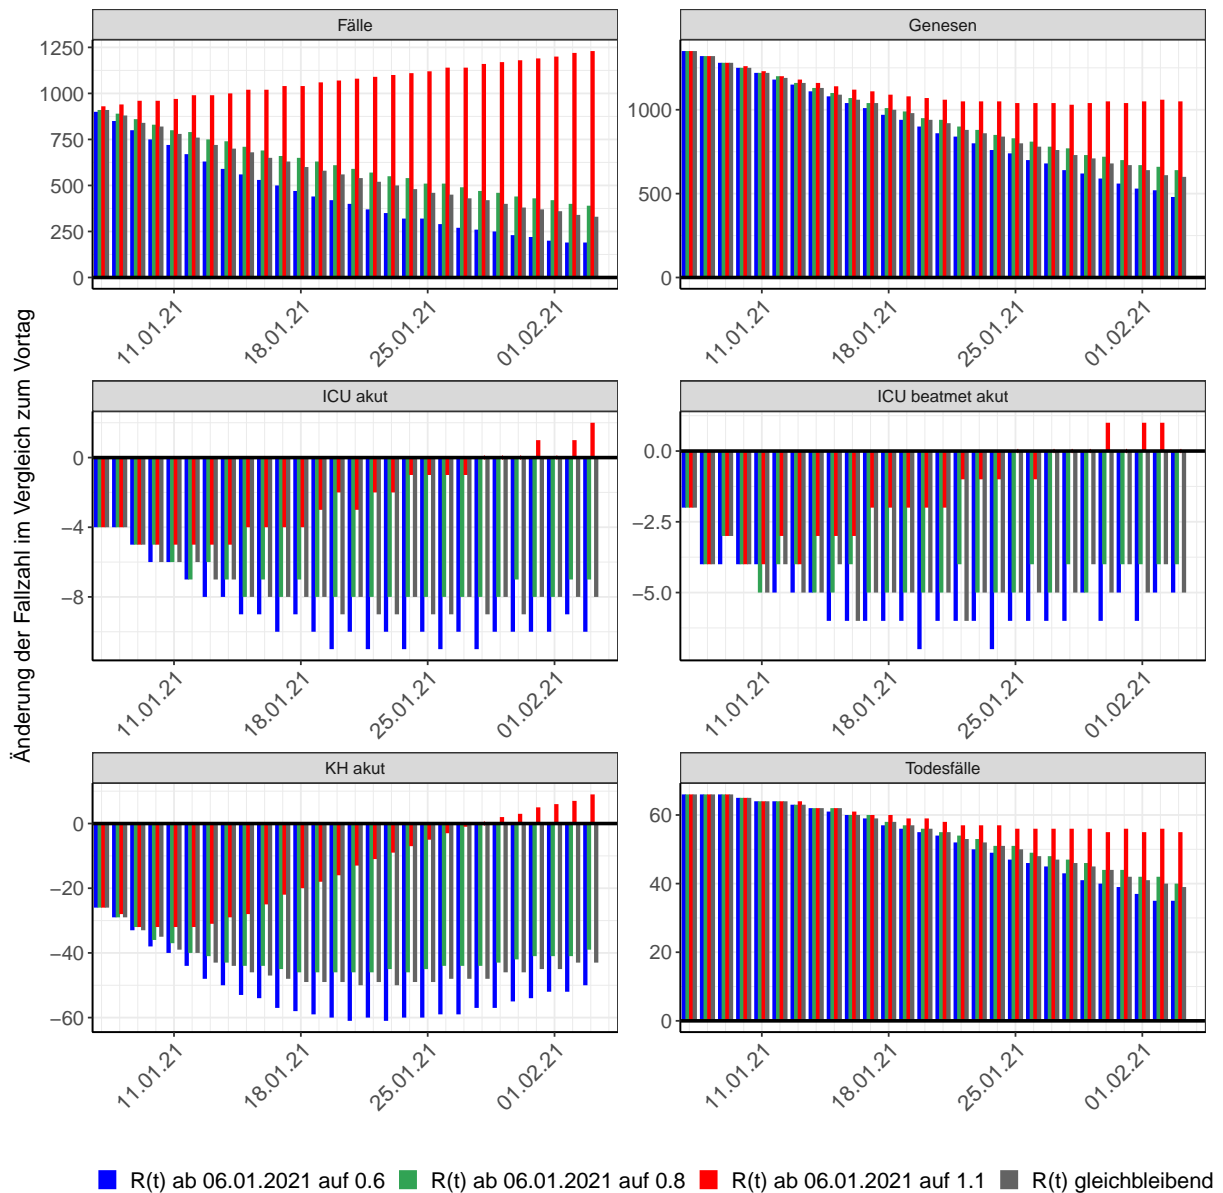 Änderung der Fallzahl im Vergleich zum Vortag
Fälle
1250
1000
750
500
250
0
11.01.21 18.01.21 25.01.21 01.02.21
Genesen
1000
500
0
11.01.21 18.01.21 25.01.21 01.02.21
ICU akut
0
−4
−8
11.01.21 18.01.21 25.01.21 01.02.21
ICU beatmet akut
0.0
−2.5
−5.0
11.01.21 18.01.21 25.01.21 01.02.21
KH akut
0
−20
−40
−60
11.01.21 18.01.21 25.01.21 01.02.21
Todesfälle
60
40
20
0
11.01.21 18.01.21 25.01.21 01.02.21
R(t) ab 06.01.2021 auf 0.6 R(t) ab 06.01.2021 auf 0.8 R(t) ab 06.01.2021 auf 1.1 R(t) gleichbleibend